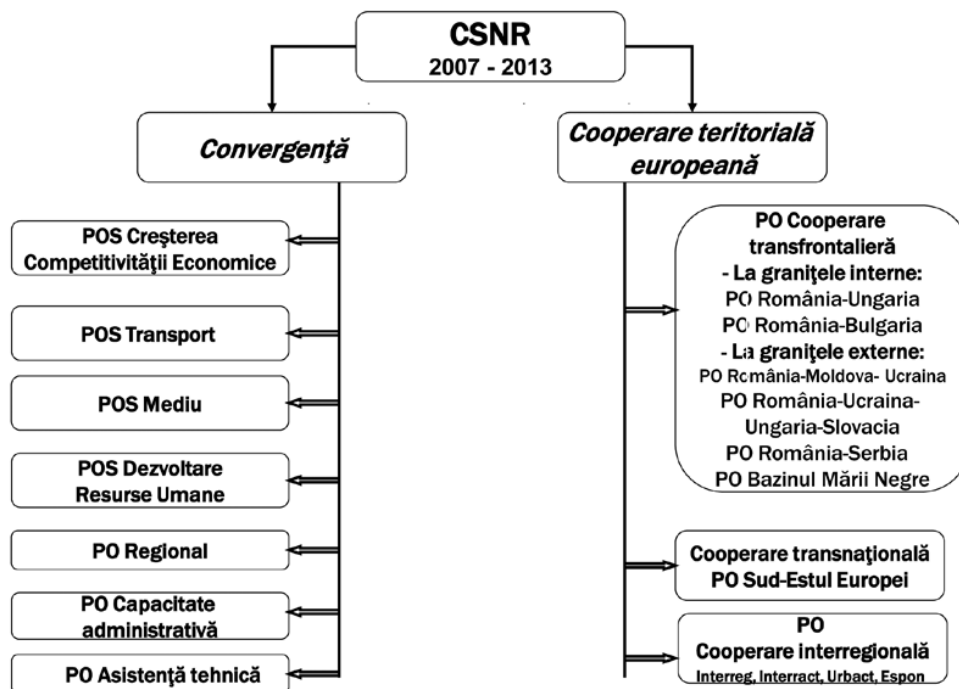 CSNR
2007 - 2013
Convergenţă
POS Creşterea
Competitivităţii Economice
POS Transport
POS Mediu
POS Dezvoltare
Resurse Umane
PO Regional
PO Capacitate
administrativă
PO Asistenţă tehnică
Cooperare teritorială
europeană
PO Cooperare
transfrontalieră
- La graniţele interne:
PO România-Ungaria
PO România-Bulgaria
- La graniţele externe:
PO România-Moldova- Ucraina
PO România-Ucraina-
Ungaria-Slovacia
PO România-Serbia
PO Bazinul Mării Negre
Cooperare transnaţională
PO Sud-Estul Europei
PO
Cooperare interregională
Interreg, Interract, Urbact, Espon